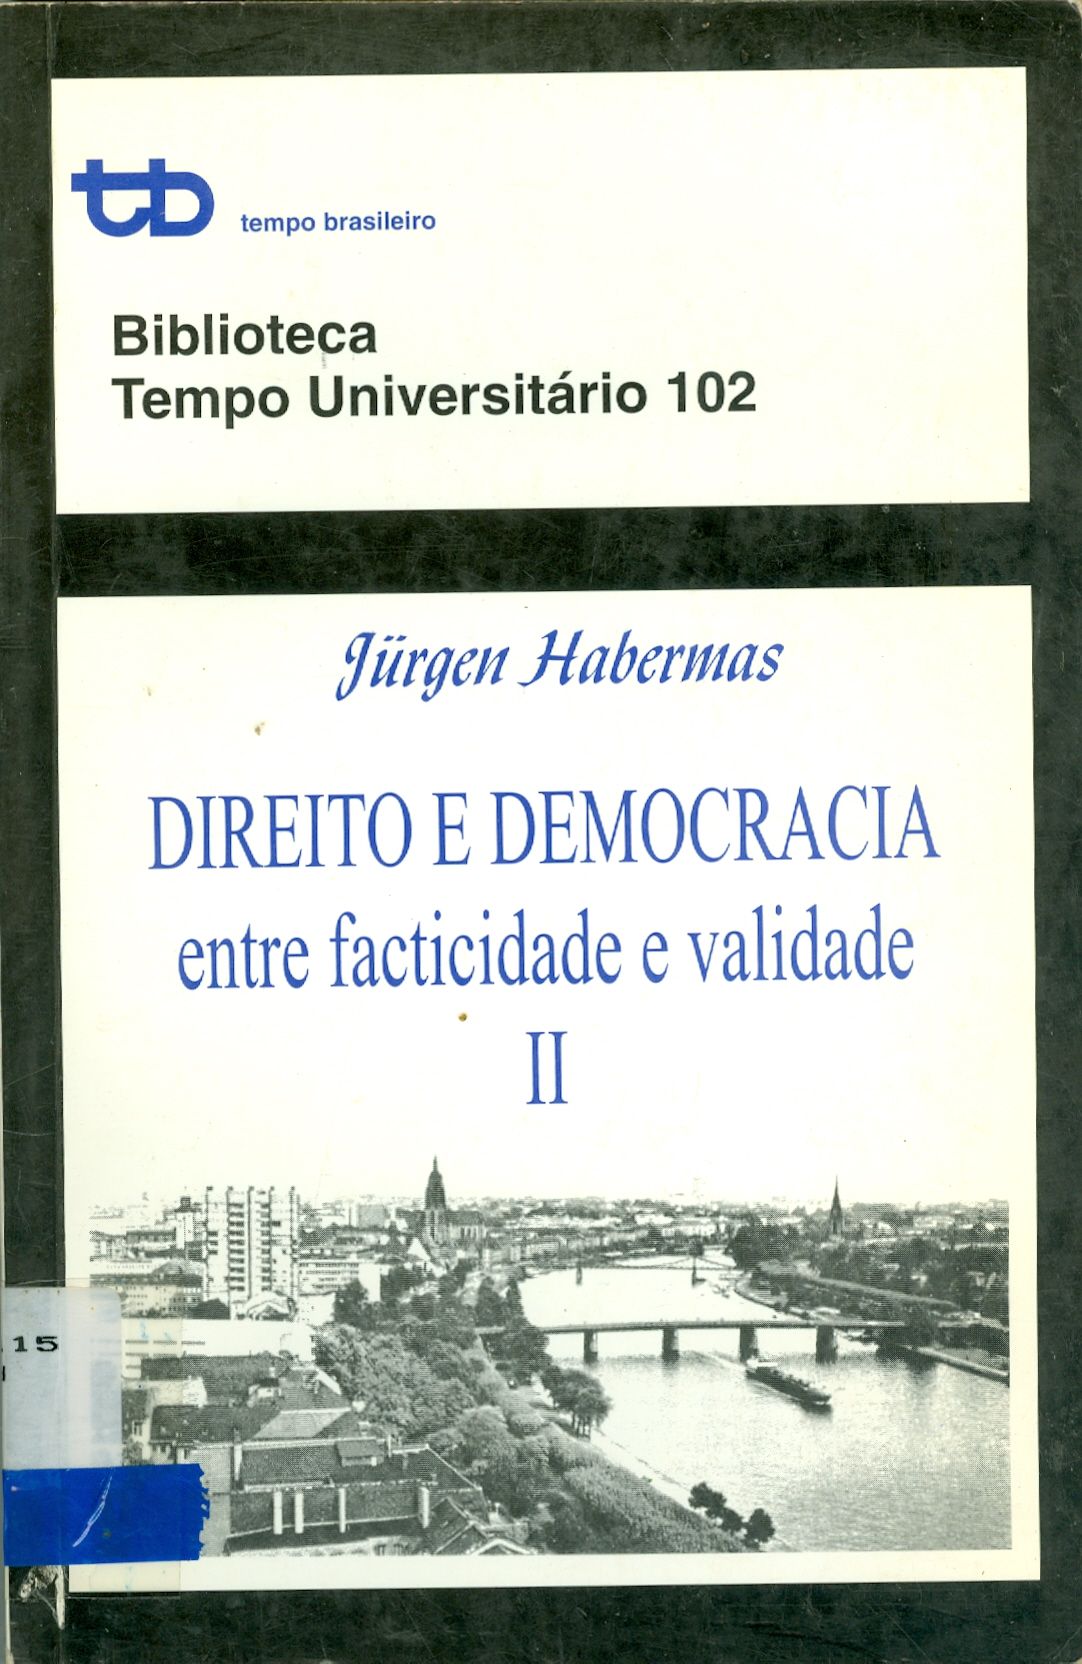 tb tempo brasileiro
Biblioteca
Tempo Universitário 102
Jürgen Habermas
DIREITO E DEMOCRACIA
entre facticidade e validade
II
15